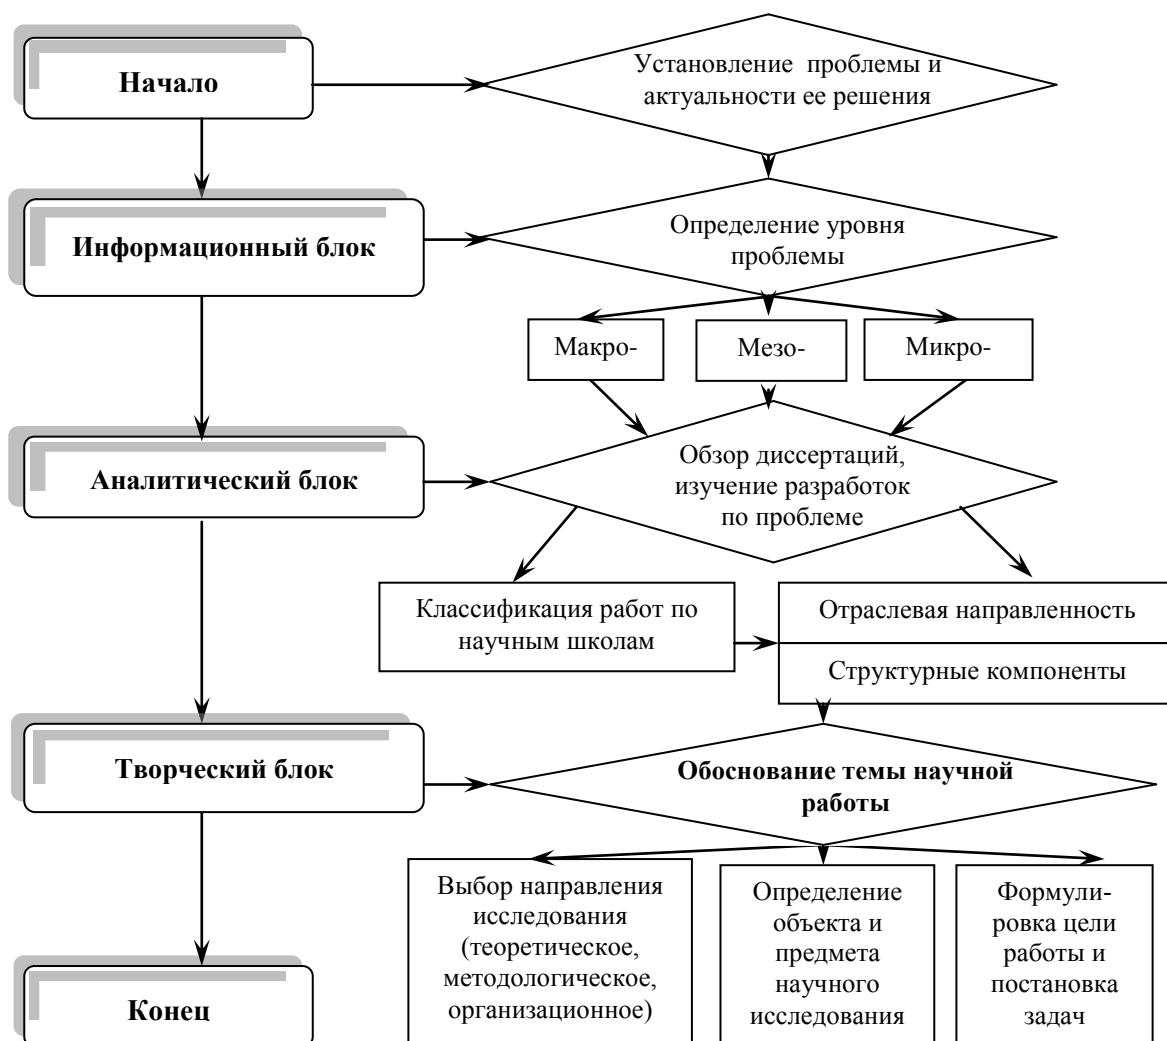 Начало
Установление проблемы и
актуальности ее решения
Информационный блок
Определение уровня
проблемы
Макро-
Мезо-
Микро-
Аналитический блок
Обзор диссертаций,
изучение разработок
по проблеме
Классификация работ по
научным школам
Отраслевая направленность
Структурные компоненты
Творческий блок
Обоснование темы научной
работы
Выбор направления
исследования
(теоретическое,
методологическое,
организационное)
Определение
объекта и
предмета
научного
исследования
Формули-
ровка цели
работы и
постановка
задач
Конец